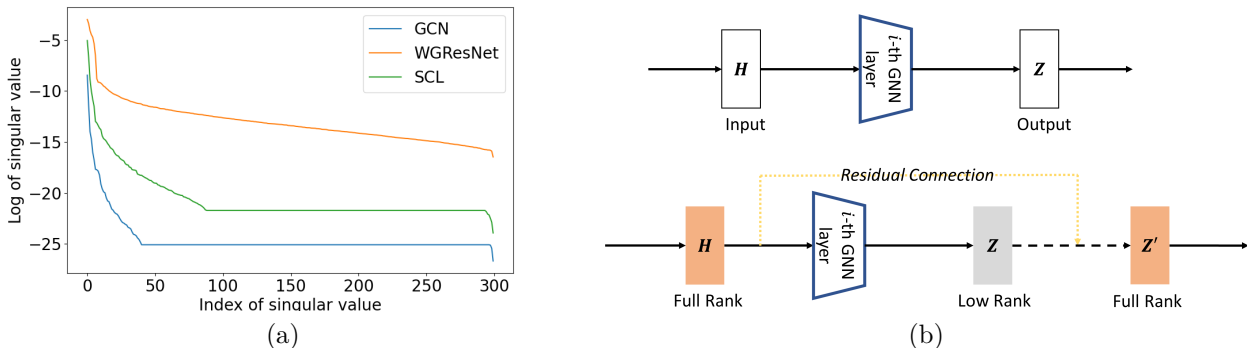 Log of singular value
−5
−10
−15
−20
−25
0
50
100
150
200
250
300
Index of singular value
GCN
WGResNet
SCL
(a)
H
Input
i-th GNN
layer
Z
Output
Residual Connection
H
Full Rank
i-th GNN
layer
Z
Low Rank
Z′
Full Rank
(b)